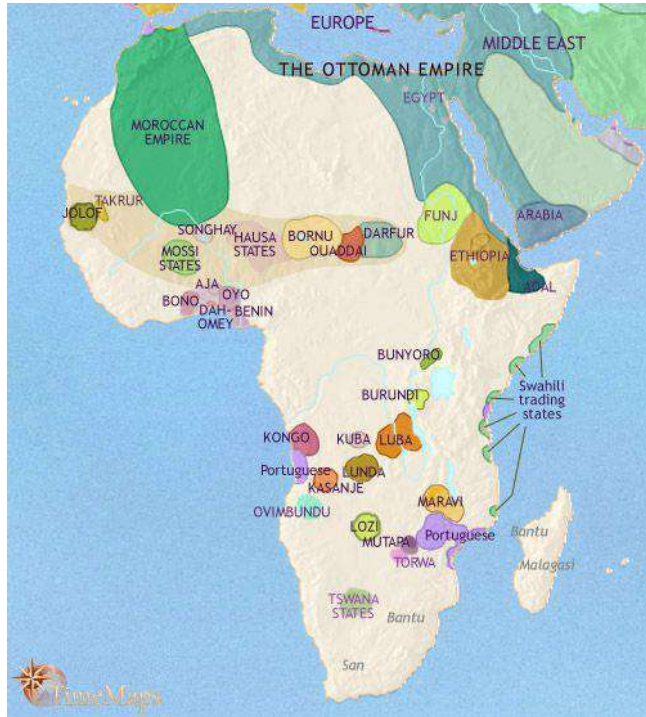 EUROPE
MIDDLE EAST
THE OTTOMAN EMPIRE
EGYPT
MOROCCAN
EMPIRE
TAKRUR
JOLOF
SONGHAY
MOSSI
STATES
HAUSA
STATES
BORNU
OUADDAI
DARFUR
FUNJ
ARABIA
ETHIOPIA
ADAL
AJA
OYO
BONO
DAH-
OMEY
BENIN
BUNYORO
BURUNDI
Swahili
trading
states
KONGO
KUBA
LUBA
Portuguese
LUNDA
KASANJE
OVIMBUNDU
MARAVI
LOZI
MUTAPA
Portuguese
TORWA
Bantu
Malagasi
TSWANA
STATES
Bantu
San
TimeMaps